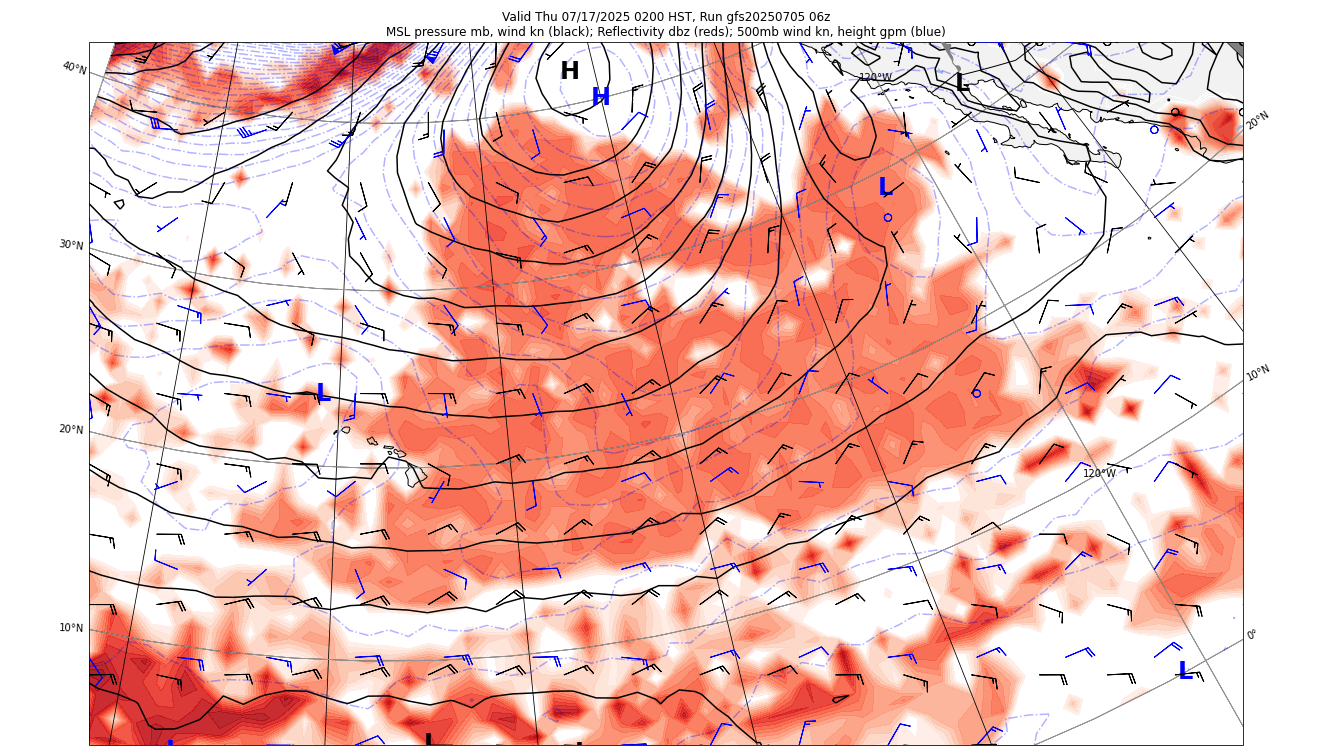 Valid Thu 07/17/2025 0200 HST, Run gfs20250705 06z
MSL pressure mb, wind kn (black); Reflectivity dbz (reds); 500mb wind kn, height gpm (blue)
40°N
H
H
120°W
L
20°N
L
30°N
10°N
L
20°N
120°W
10°N
0°
L
L
L